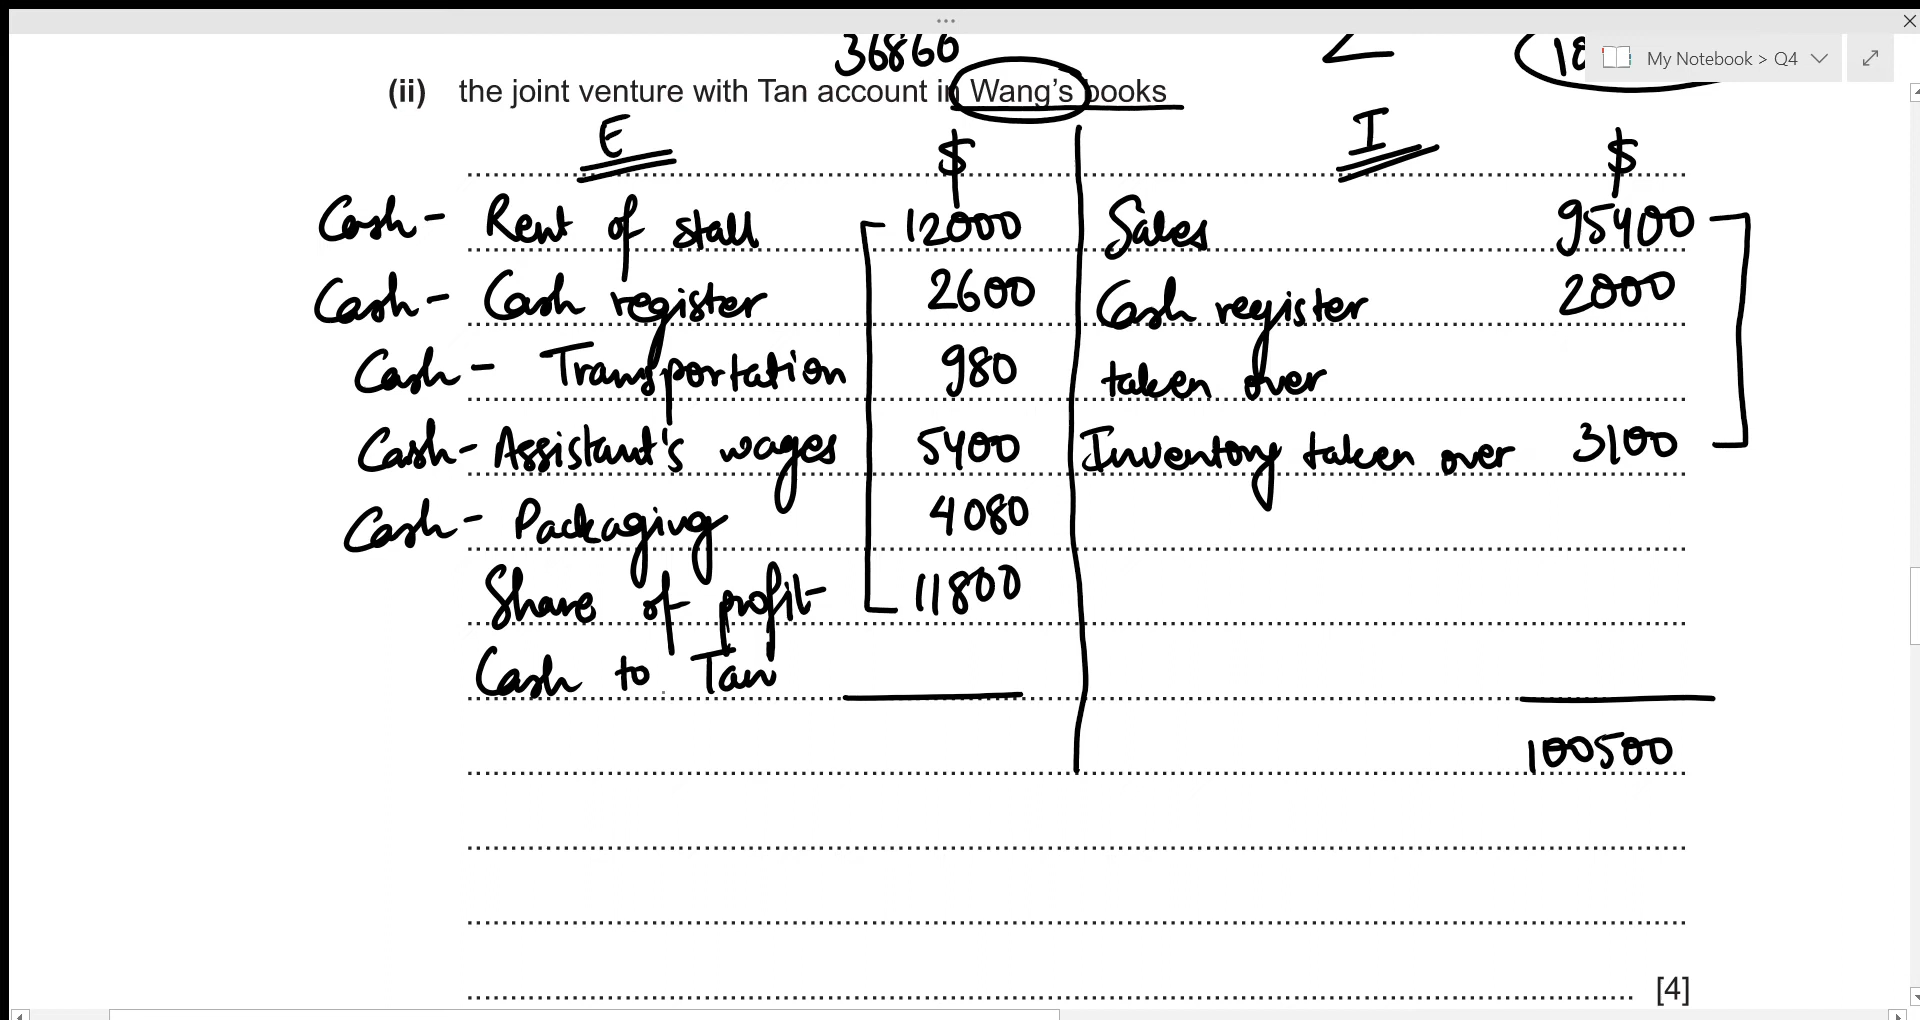 36860
My Notebook > Q4
(ii) the joint venture with Tan account in Wang's books
E $ I $
Cash - Rent of stall 12000 Sales 95400
Cash - Cash register 2600 Cash register 2000
Cash - Transportation 980 taken over
Cash - Assistant's wages 5400 Inventory taken over 3100
Cash - Packaging 4080
Share of profit 11800
Cash to Tan
100500
[4]